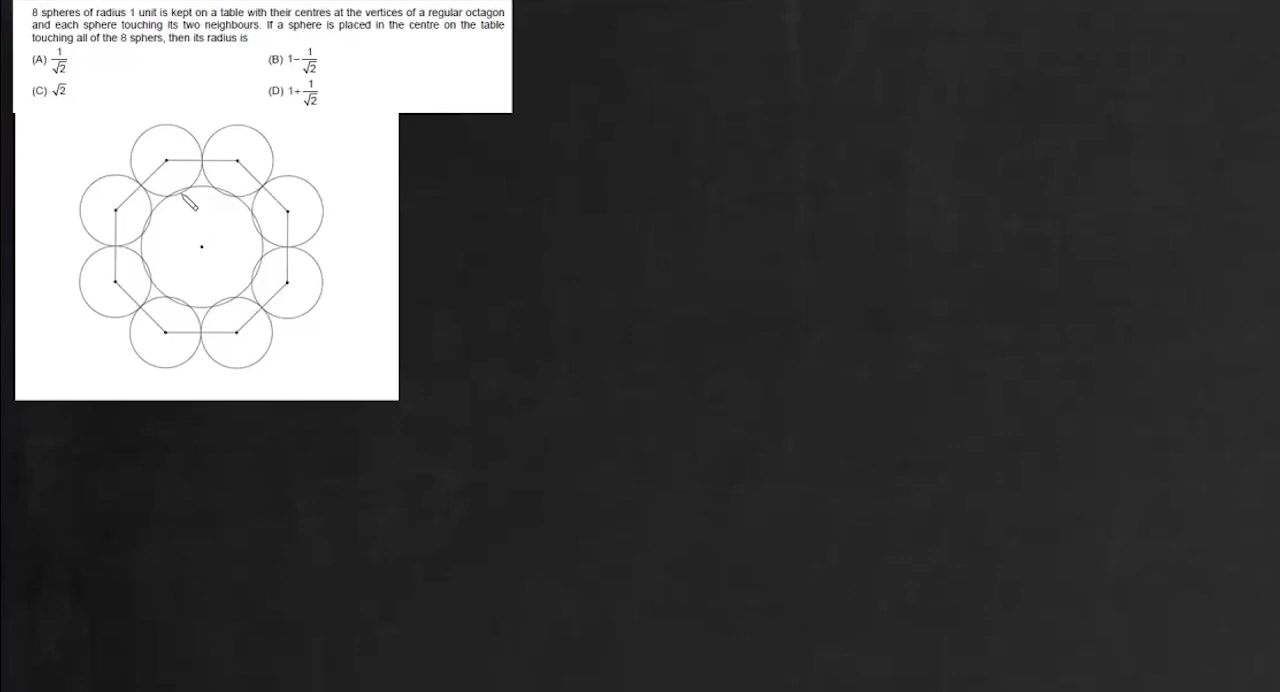 8 spheres of radius 1 unit is kept on a table with their centres at the vertices of a regular octagon
and each sphere touching its two neighbours. If a sphere is placed in the centre on the table
touching all of the 8 sphers, then its radius is
(A) 1/√2 (B) 1−1/√2
(C) √2 (D) 1+1/√2